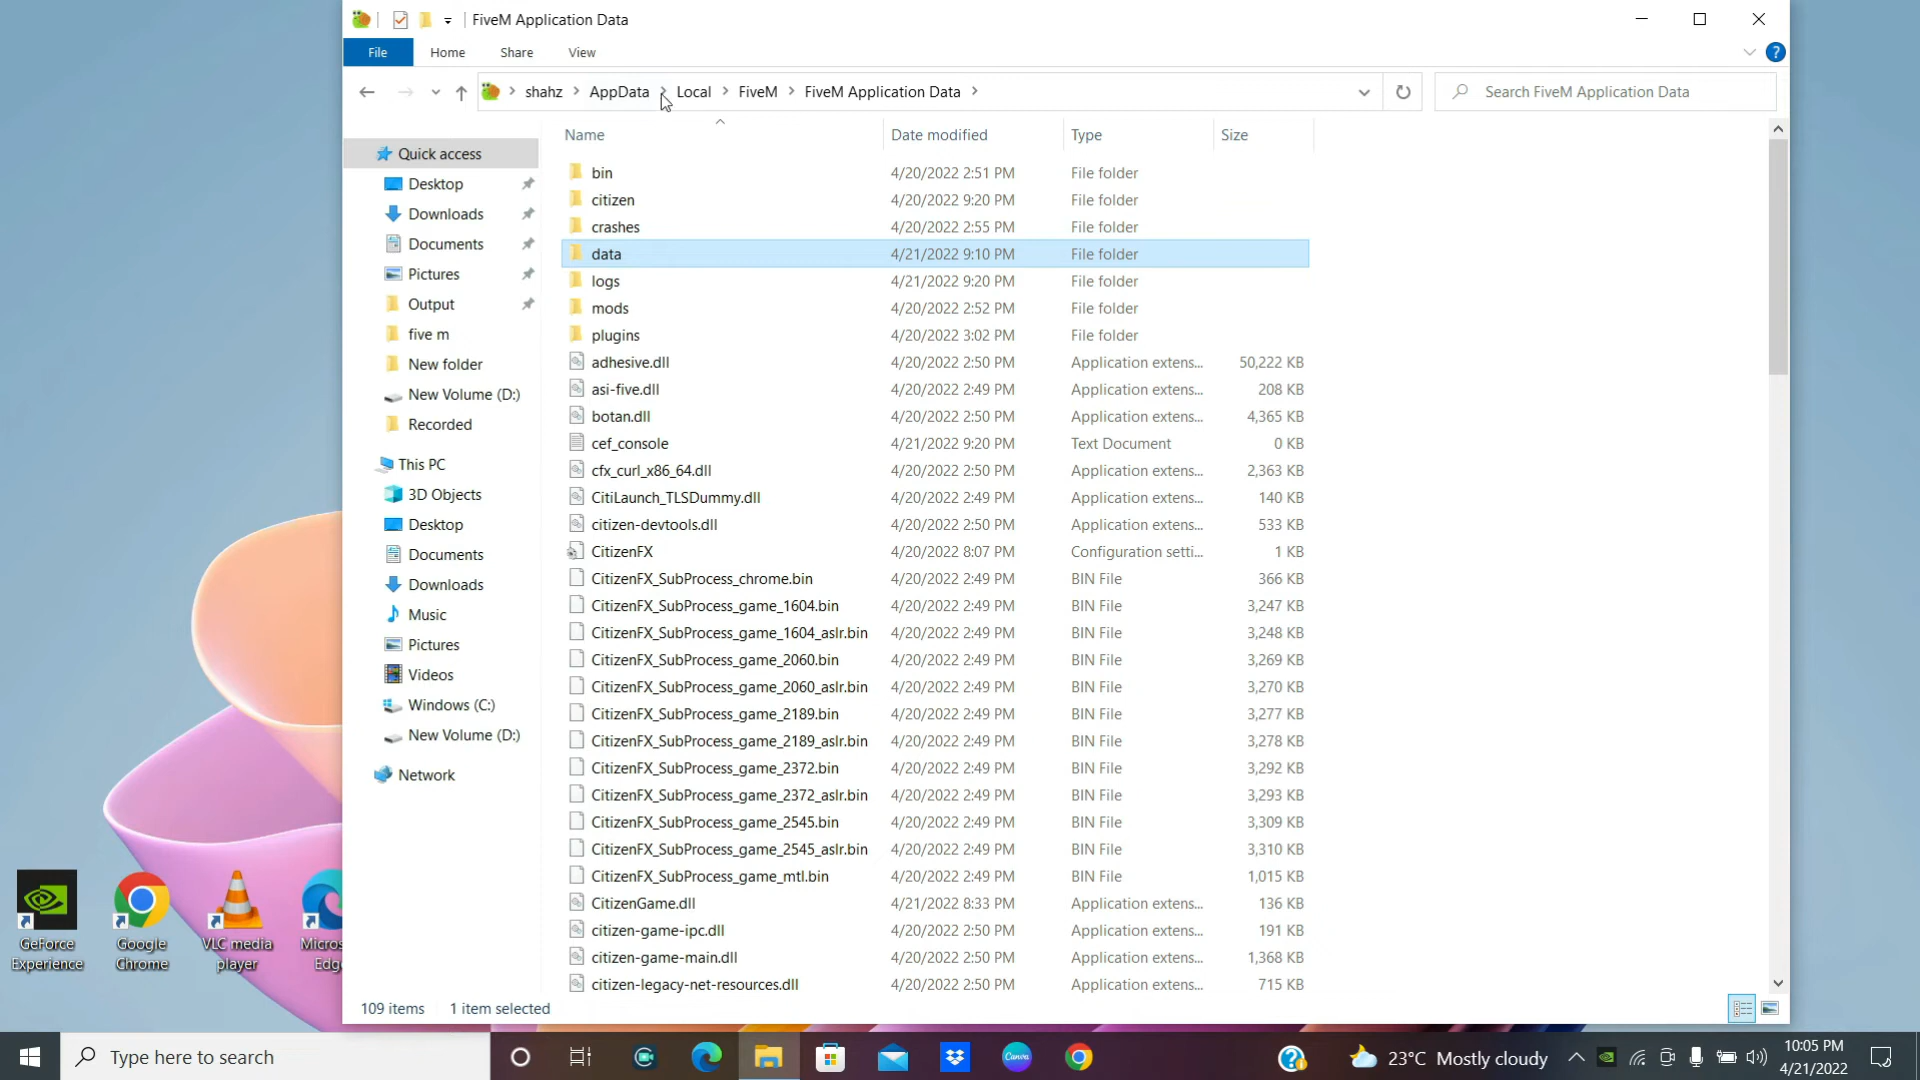 FiveM Application Data
File Home Share View
shahz AppData Local FiveM FiveM Application Data
Search FiveM Application Data
Name Date modified Type Size
Quick access
Desktop
Downloads
Documents
Pictures
Output
five m
New folder
New Volume (D:)
Recorded
This PC
3D Objects
Desktop
Documents
Downloads
Music
Pictures
Videos
Windows (C:)
New Volume (D:)
Network
bin 4/20/2022 2:51 PM File folder
citizen 4/20/2022 9:20 PM File folder
crashes 4/20/2022 2:55 PM File folder
data 4/21/2022 9:10 PM File folder
logs 4/21/2022 9:20 PM File folder
mods 4/20/2022 2:52 PM File folder
plugins 4/20/2022 3:02 PM File folder
adhesive.dll 4/20/2022 2:50 PM Application extens... 50,222 KB
asi-five.dll 4/20/2022 2:49 PM Application extens... 208 KB
botan.dll 4/20/2022 2:50 PM Application extens... 4,365 KB
cef_console 4/21/2022 9:20 PM Text Document 0 KB
cfx_curl_x86_64.dll 4/20/2022 2:50 PM Application extens... 2,363 KB
CitiLaunch_TLSDummy.dll 4/20/2022 2:49 PM Application extens... 140 KB
citizen-devtools.dll 4/20/2022 2:50 PM Application extens... 533 KB
CitizenFX 4/20/2022 8:07 PM Configuration setti... 1 KB
CitizenFX_SubProcess_chrome.bin 4/20/2022 2:49 PM BIN File 366 KB
CitizenFX_SubProcess_game_1604.bin 4/20/2022 2:49 PM BIN File 3,247 KB
CitizenFX_SubProcess_game_1604_aslr.bin 4/20/2022 2:49 PM BIN File 3,248 KB
CitizenFX_SubProcess_game_2060.bin 4/20/2022 2:49 PM BIN File 3,269 KB
CitizenFX_SubProcess_game_2060_aslr.bin 4/20/2022 2:49 PM BIN File 3,270 KB
CitizenFX_SubProcess_game_2189.bin 4/20/2022 2:49 PM BIN File 3,277 KB
CitizenFX_SubProcess_game_2189_aslr.bin 4/20/2022 2:49 PM BIN File 3,278 KB
CitizenFX_SubProcess_game_2372.bin 4/20/2022 2:49 PM BIN File 3,292 KB
CitizenFX_SubProcess_game_2372_aslr.bin 4/20/2022 2:49 PM BIN File 3,293 KB
CitizenFX_SubProcess_game_2545.bin 4/20/2022 2:49 PM BIN File 3,309 KB
CitizenFX_SubProcess_game_2545_aslr.bin 4/20/2022 2:49 PM BIN File 3,310 KB
CitizenFX_SubProcess_game_mtl.bin 4/20/2022 2:49 PM BIN File 1,015 KB
CitizenGame.dll 4/21/2022 8:33 PM Application extens... 136 KB
citizen-game-ipc.dll 4/20/2022 2:50 PM Application extens... 191 KB
citizen-game-main.dll 4/20/2022 2:50 PM Application extens... 1,368 KB
citizen-legacy-net-resources.dll 4/20/2022 2:50 PM Application extens... 715 KB
109 items 1 item selected
GeForce
Experience
Google
Chrome
VLC media
player
Micros
Edg
Type here to search
Canva
23°C Mostly cloudy
10:05 PM
4/21/2022